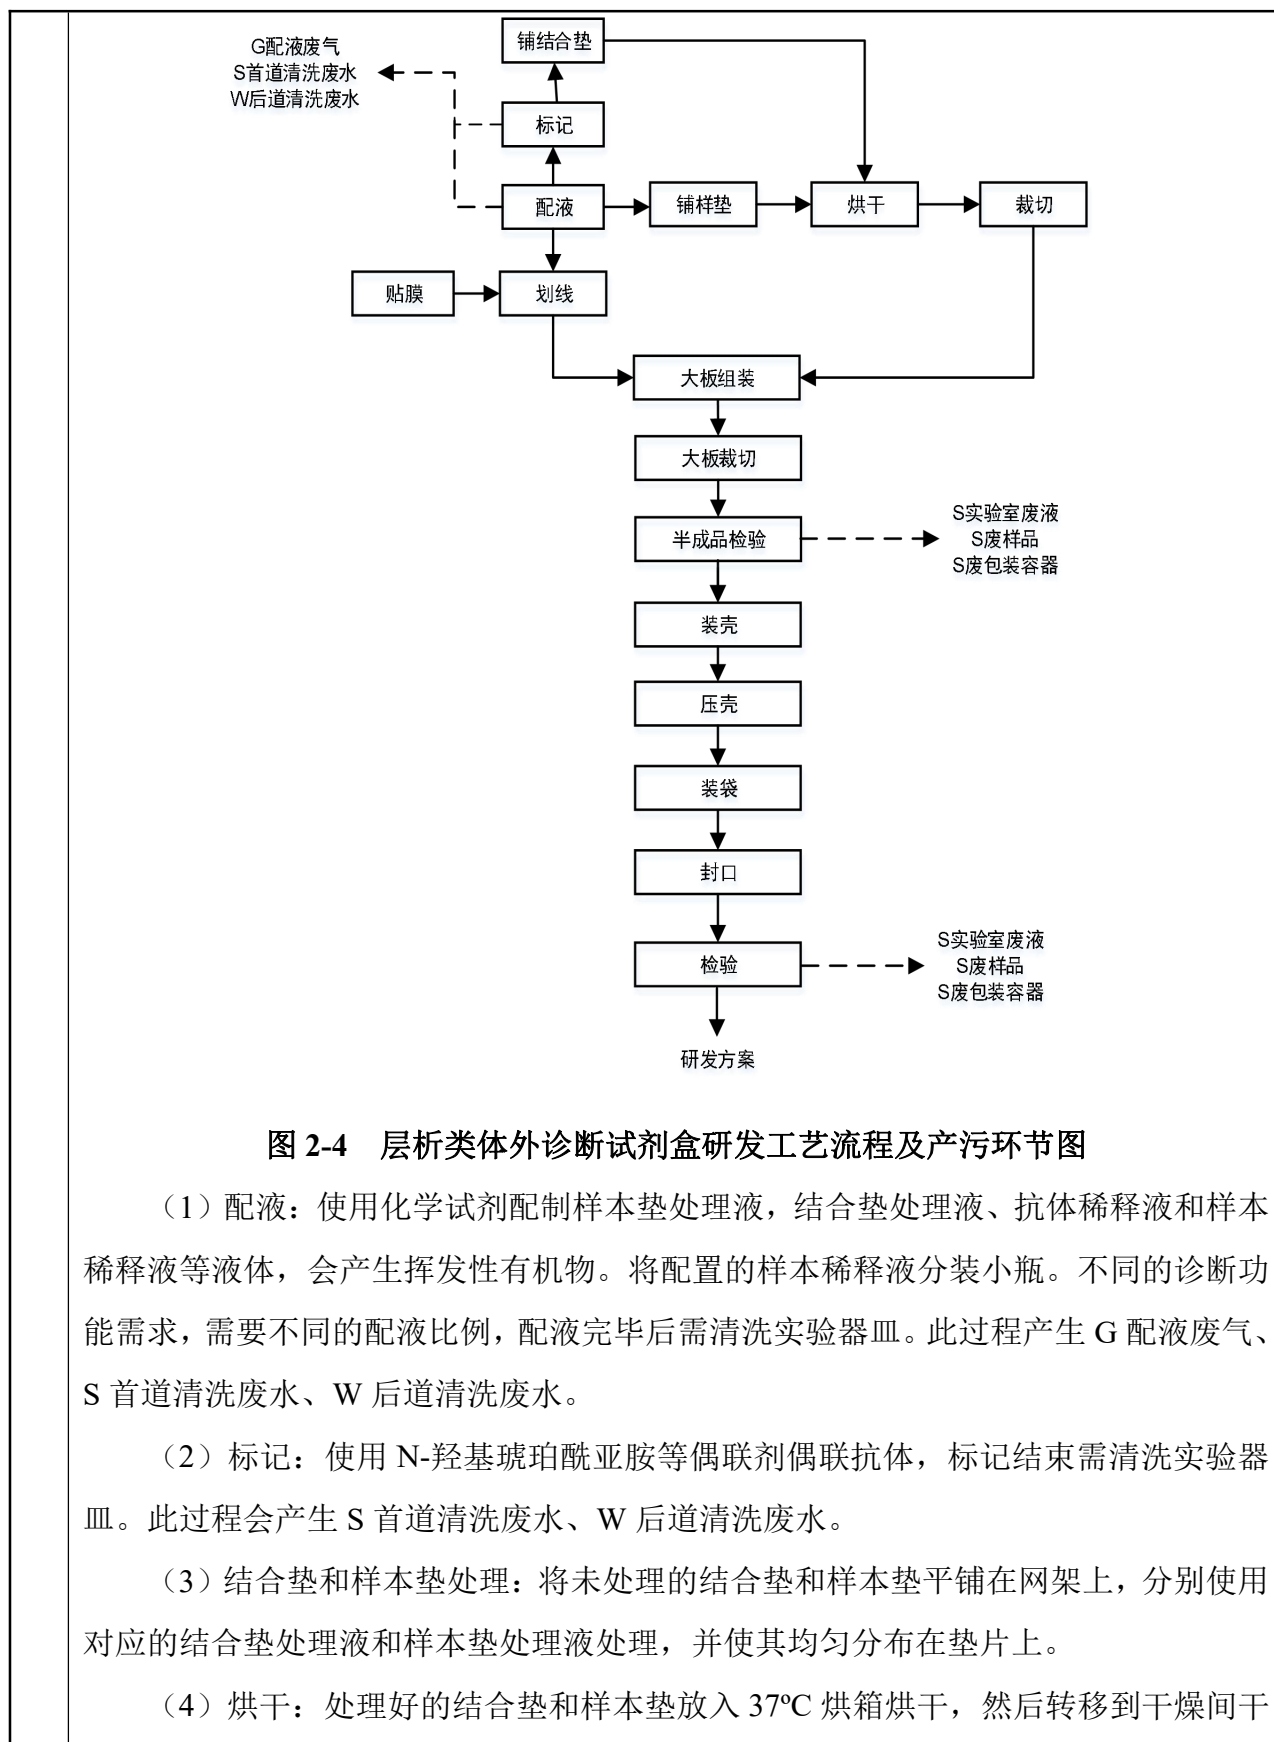 铺结合垫
G配液废气
S首道清洗废水
W后道清洗废水
标记
配液
铺样垫
烘干
裁切
贴膜
划线
大板组装
大板裁切
半成品检验
S实验室废液
S废样品
S废包装容器
装壳
压壳
装袋
封口
检验
S实验室废液
S废样品
S废包装容器
研发方案
图 2-4 层析类体外诊断试剂盒研发工艺流程及产污环节图
（1）配液：使用化学试剂配制样本垫处理液，结合垫处理液、抗体稀释液和样本
稀释液等液体，会产生挥发性有机物。将配置的样本稀释液分装小瓶。不同的诊断功
能需求，需要不同的配液比例，配液完毕后需清洗实验器皿。此过程产生 G 配液废气、
S 首道清洗废水、W 后道清洗废水。
（2）标记：使用 N-羟基琥珀酰亚胺等偶联剂偶联抗体，标记结束需清洗实验器
皿。此过程会产生 S 首道清洗废水、W 后道清洗废水。
（3）结合垫和样本垫处理：将未处理的结合垫和样本垫平铺在网架上，分别使用
对应的结合垫处理液和样本垫处理液处理，并使其均匀分布在垫片上。
（4）烘干：处理好的结合垫和样本垫放入 37ºC 烘箱烘干，然后转移到干燥间干